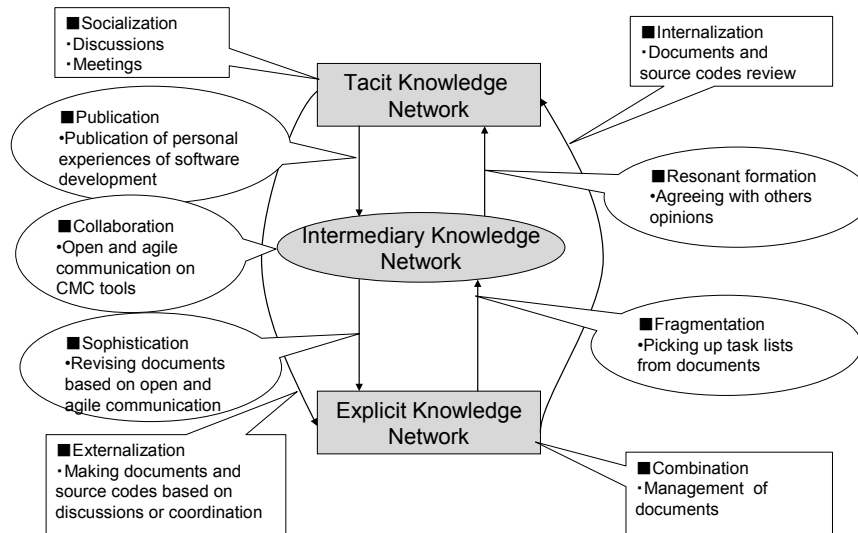 ■Socialization
・Discussions
・Meetings
■Publication
•Publication of personal
experiences of software
development
■Collaboration
•Open and agile
communication on
CMC tools
■Sophistication
•Revising documents
based on open and
agile communication
■Externalization
・Making documents and
source codes based on
discussions or coordination
Tacit Knowledge
Network
Intermediary Knowledge
Network
Explicit Knowledge
Network
■Internalization
・Documents and
source codes review
■Resonant formation
•Agreeing with others
opinions
■Fragmentation
•Picking up task lists
from documents
■Combination
・Management of
documents